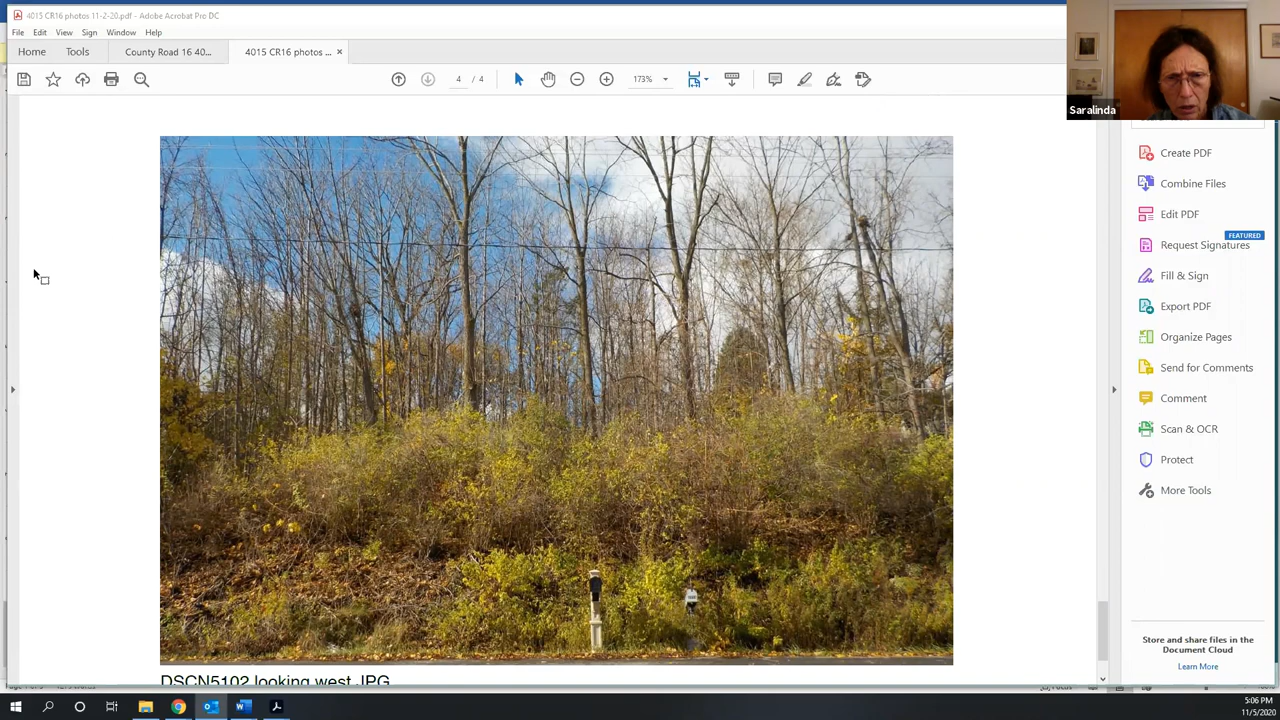 4015 CR16 photos 11-2-20.pdf - Adobe Acrobat Pro DC
File Edit View Sign Window Help
Home Tools County Road 16 40... 4015 CR16 photos ... ×
4 / 4 173%
Saralinda
Create PDF
Combine Files
Edit PDF
FEATURED
Request Signatures
Fill & Sign
Export PDF
Organize Pages
Send for Comments
Comment
Scan & OCR
Protect
More Tools
Store and share files in the
Document Cloud
Learn More
DSCN5102 looking west.JPG
Focus
5:06 PM
11/5/2020